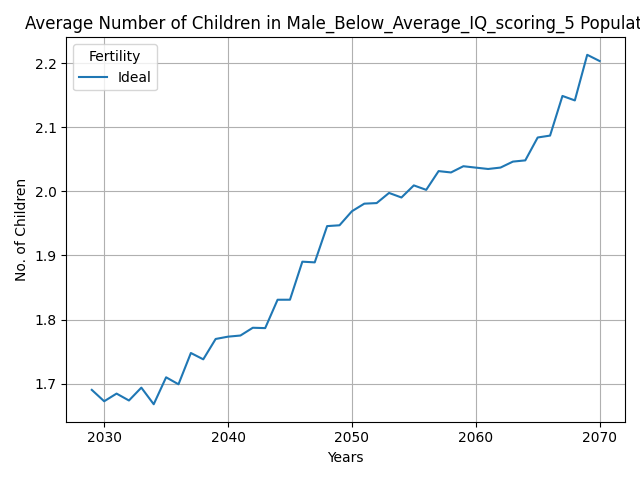 Average Number of Children in Male_Below_Average_IQ_scoring_5 Populat
Fertility
Ideal
2.2
2.1
2.0
1.9
1.8
1.7
No. of Children
2030 2040 2050 2060 2070
Years